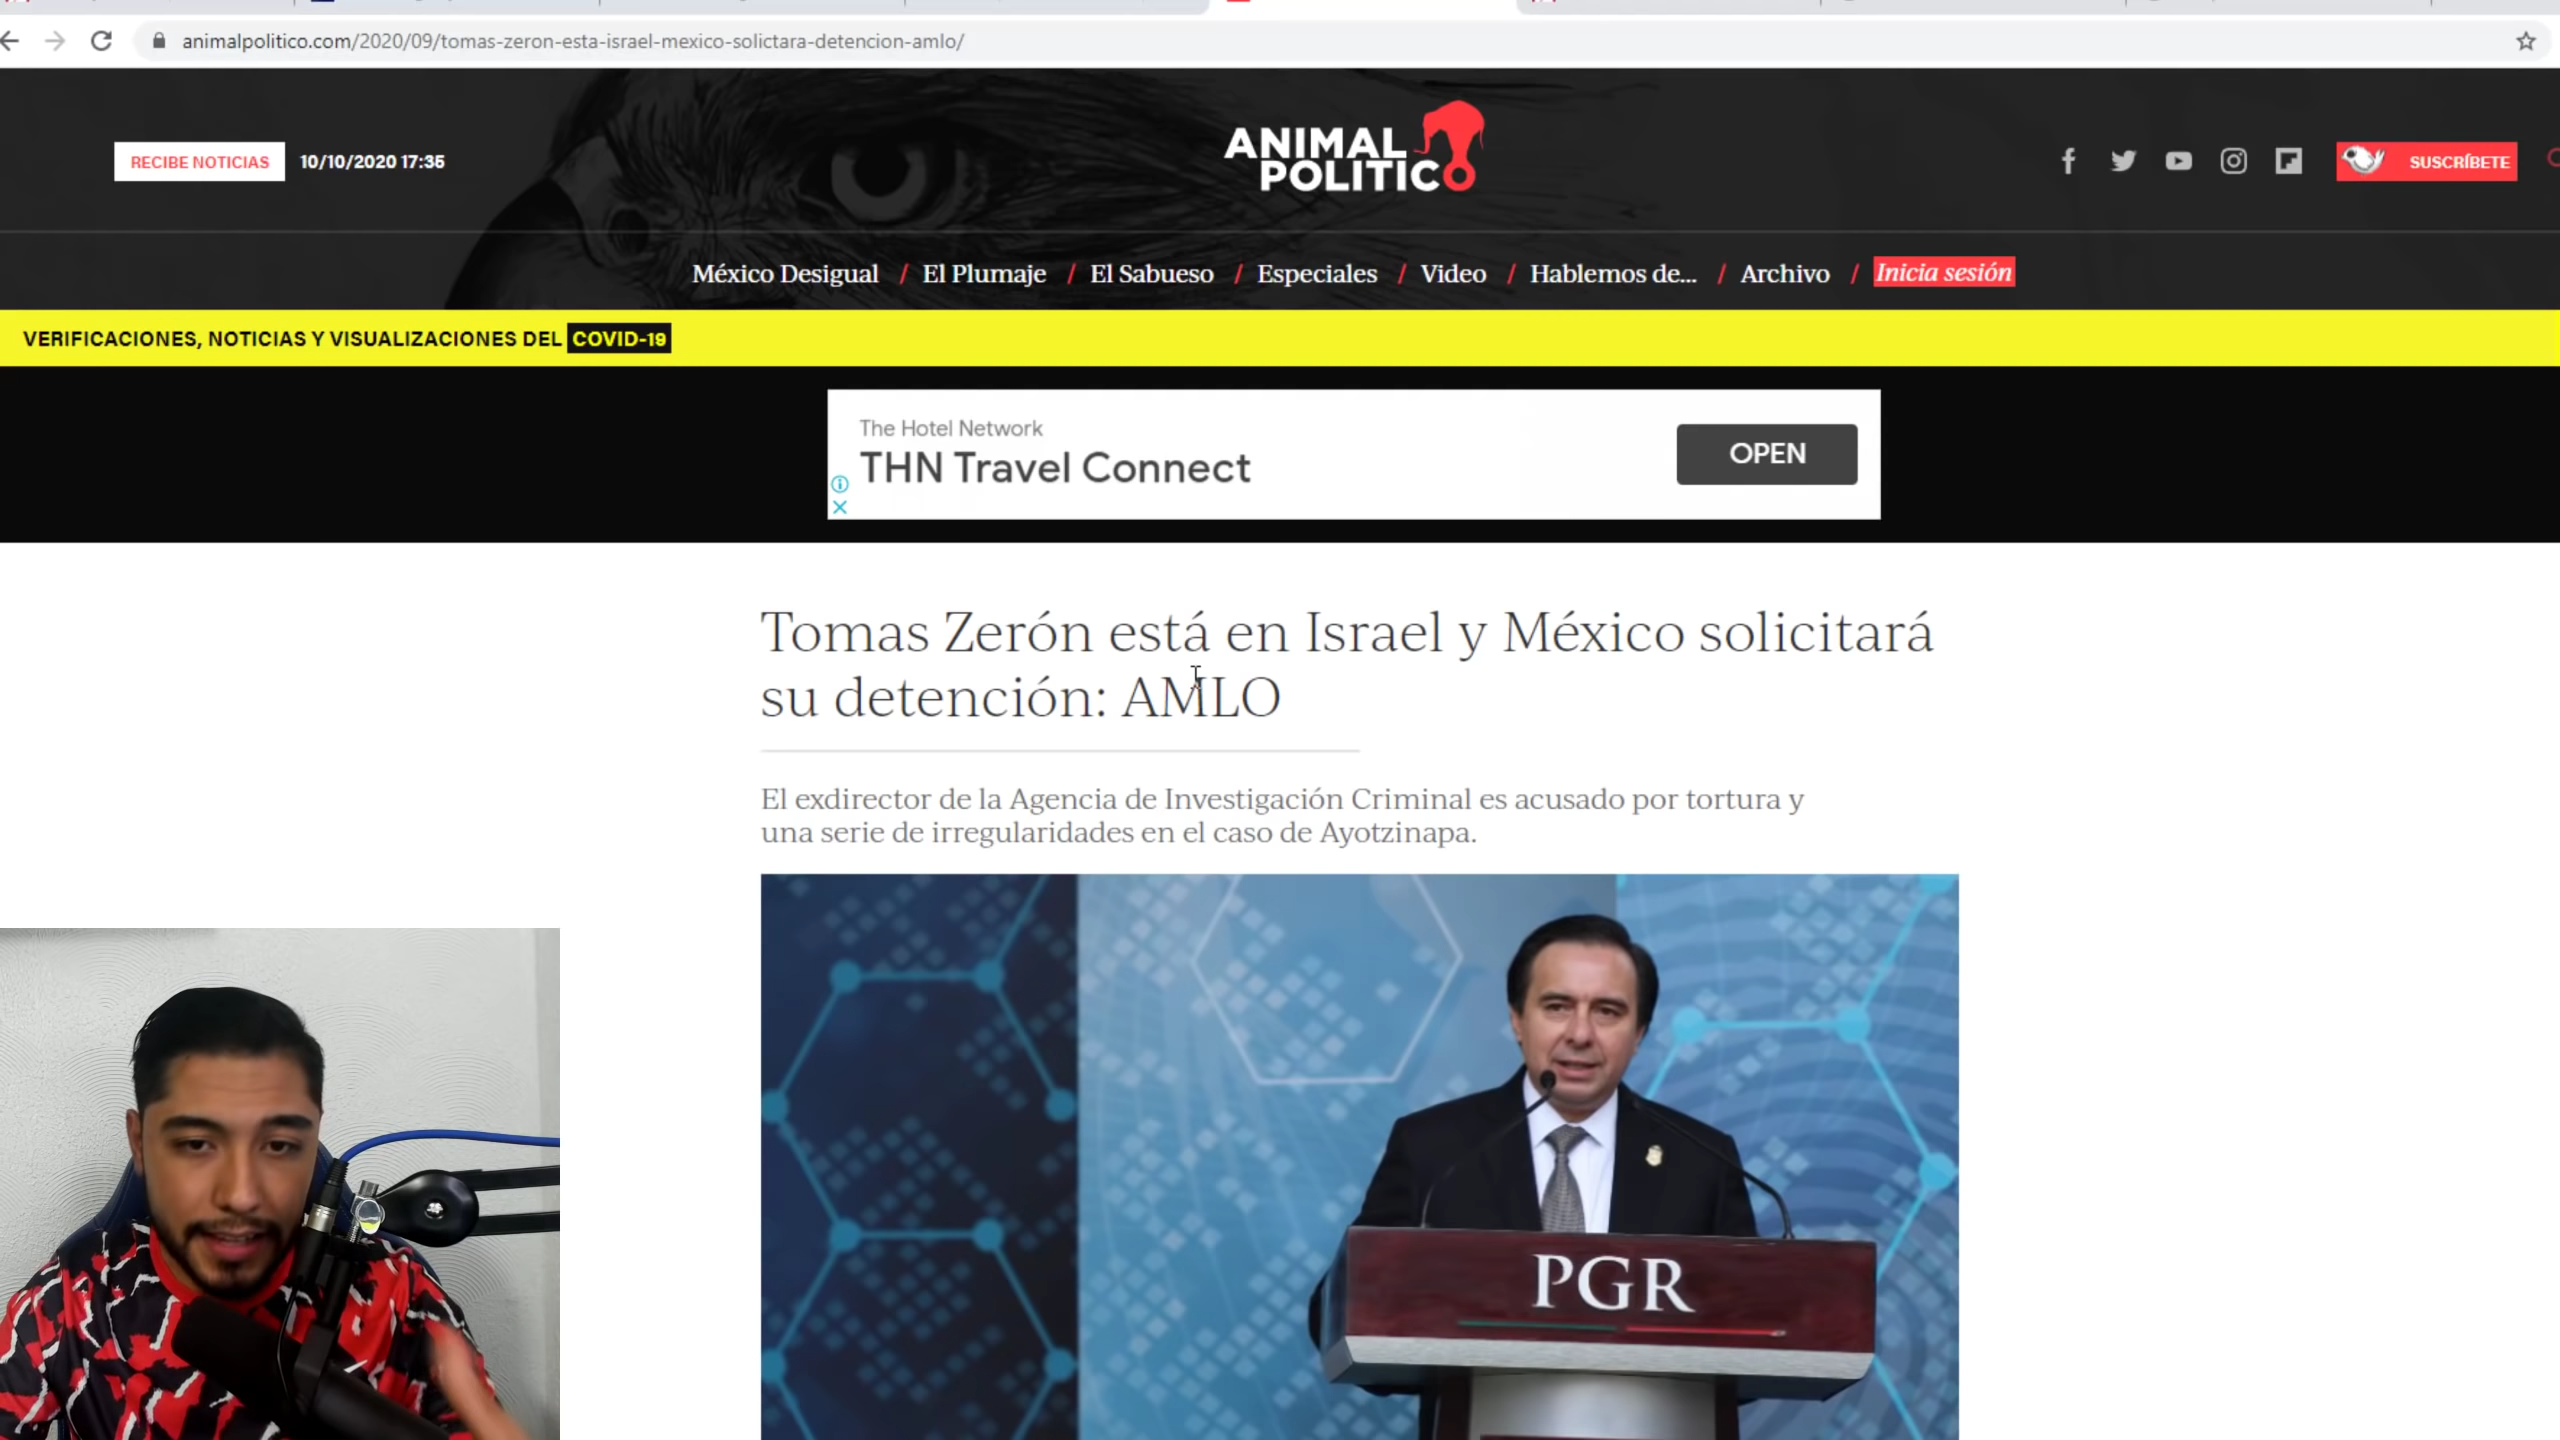 animalpolitico.com/2020/09/tomas-zeron-esta-israel-mexico-solictara-detencion-amlo/
RECIBE NOTICIAS
10/10/2020 17:35
ANIMAL
POLITICO
SUSCRÍBETE
México Desigual / El Plumaje / El Sabueso / Especiales / Video / Hablemos de... / Archivo / Inicia sesión
VERIFICACIONES, NOTICIAS Y VISUALIZACIONES DEL COVID-19
The Hotel Network
THN Travel Connect
OPEN
Tomas Zerón está en Israel y México solicitará
su detención: AMLO
El exdirector de la Agencia de Investigación Criminal es acusado por tortura y
una serie de irregularidades en el caso de Ayotzinapa.
PGR